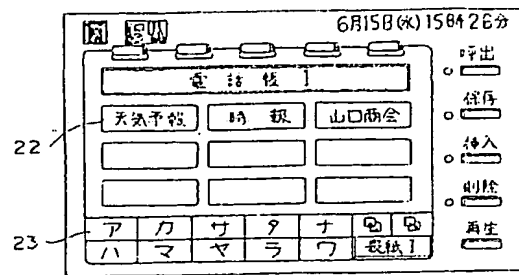 6月15日(水)15時426分
電話帳1
天気予報 時報 山口商会
22
23
ア カ サ タ ナ
ハ マ ヤ ラ ワ 表紙1
呼出
保存
挿入
削除
再生